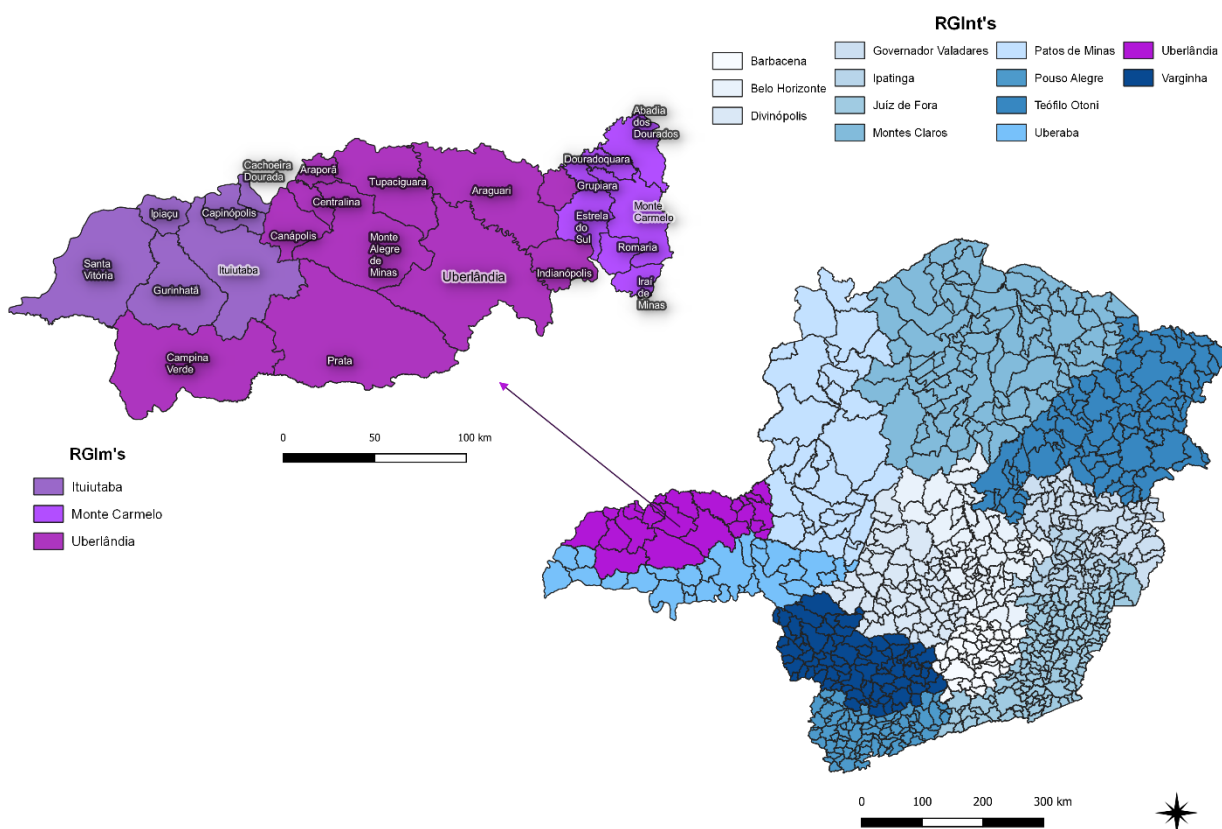 RGInt's
Barbacena
Belo Horizonte
Divinópolis
Governador Valadares
Ipatinga
Juíz de Fora
Montes Claros
Patos de Minas
Pouso Alegre
Teófilo Otoni
Uberaba
Uberlândia
Varginha
Abadia
dos
Dourados
Cachoeira
Dourada
Araporã
Tupaciguara
Araguari
Douradoquara
Grupiara
Monte
Carmelo
Ipiaçu
Capinópolis
Centralina
Estrela
do
Sul
Canápolis
Monte
Alegre
de
Minas
Romaria
Santa
Vitória
Ituiutaba
Gurinhatã
Uberlândia
Indianópolis
Iraí de
Minas
Campina
Verde
Prata
0 50 100 km
RGIm's
Ituiutaba
Monte Carmelo
Uberlândia
0 100 200 300 km